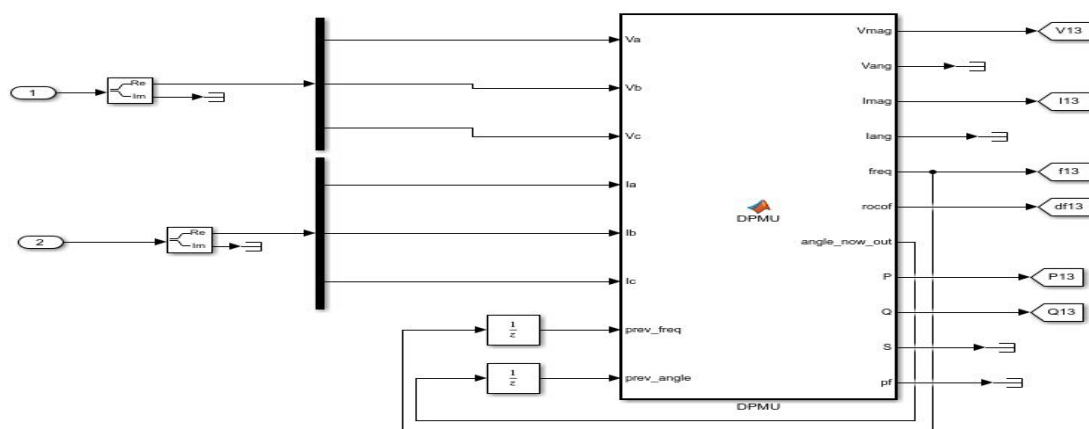 Va
Vmag
V13
Vang
1
Re
Im
Vb
Imag
I13
Vc
Iang
freq
f13
Ia
DPMU
rocof
df13
2
Re
Im
Ib
angle_now_out
Ic
P
P13
Q
Q13
1
z
prev_freq
S
1
z
prev_angle
pf
DPMU